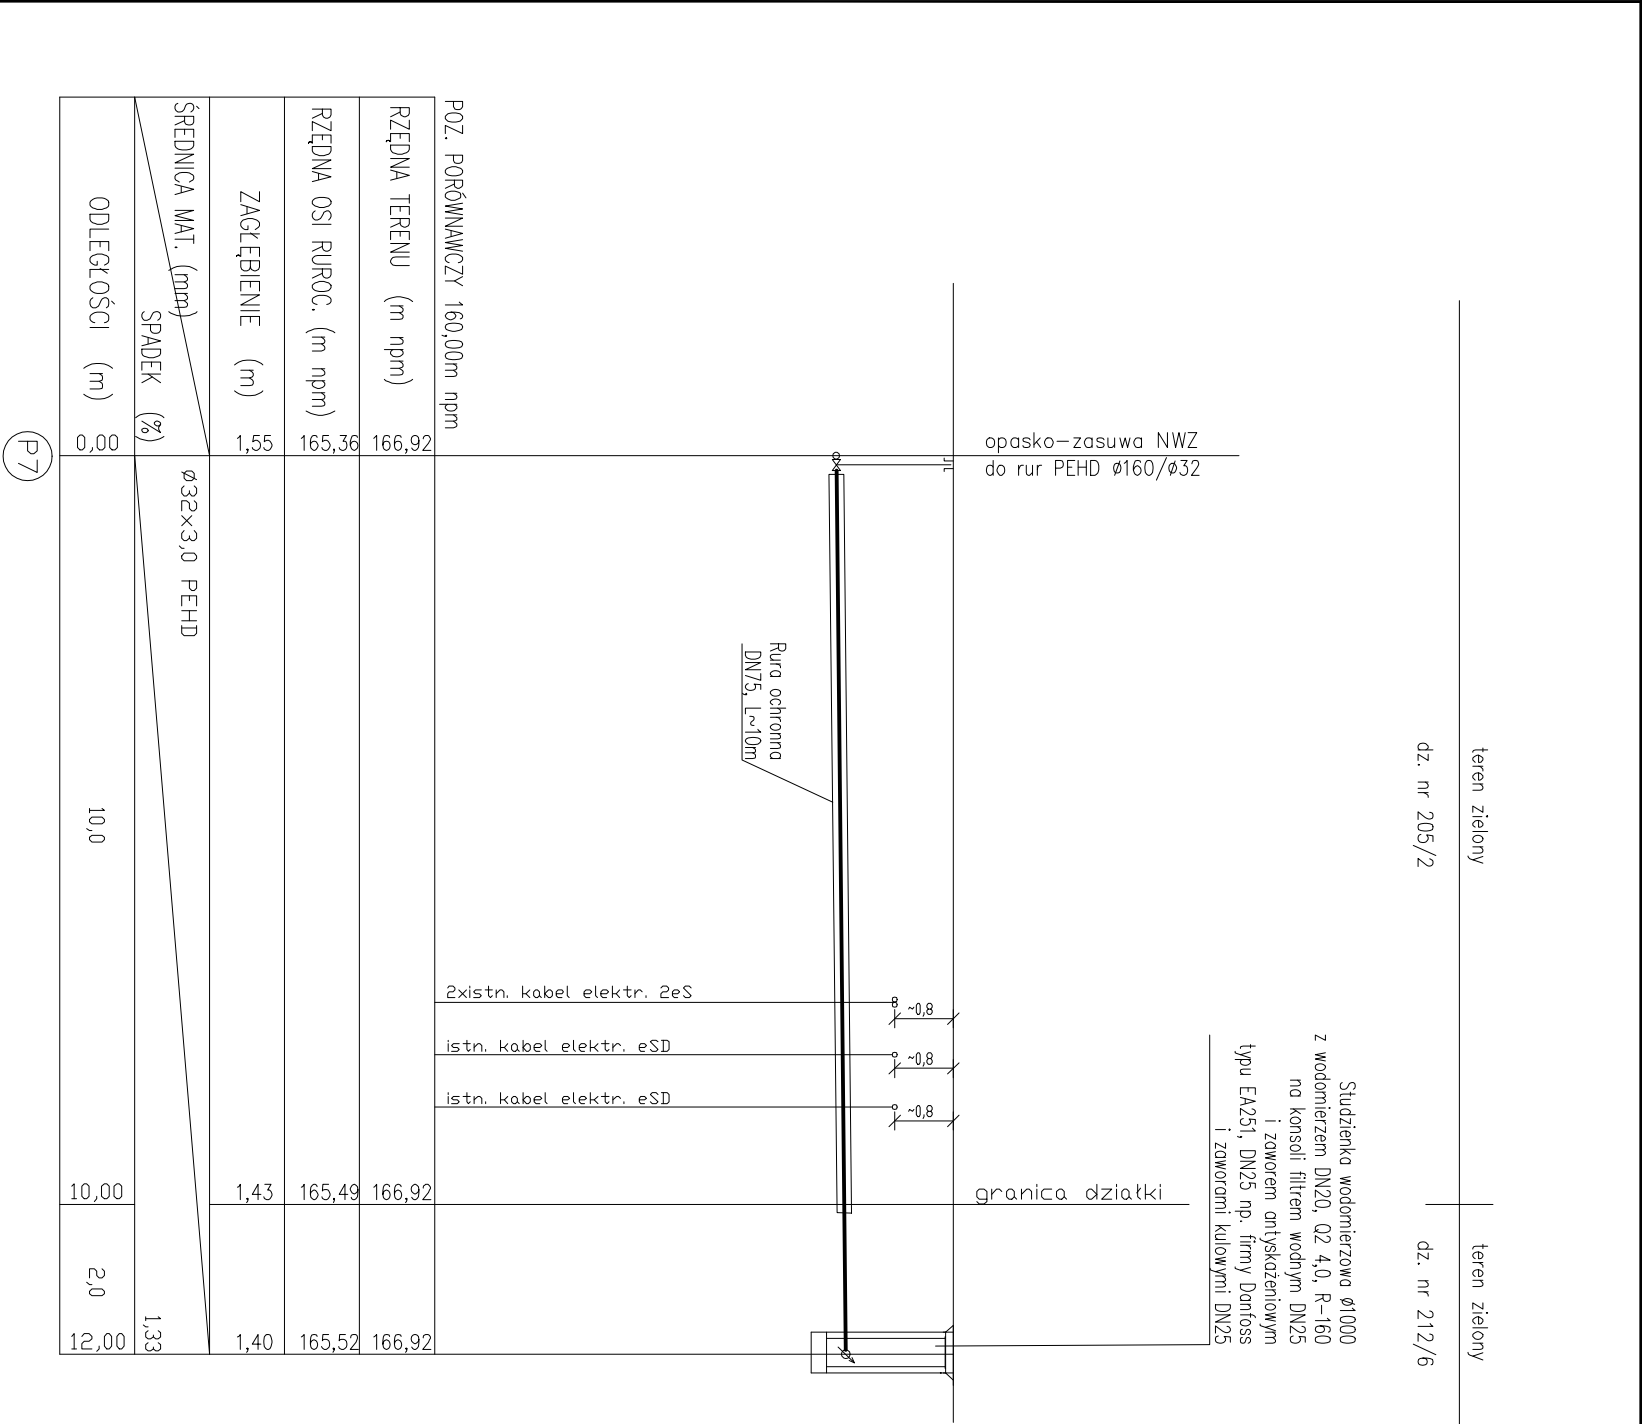 teren zielony
dz. nr 205/2
teren zielony
dz. nr 212/6
Studzienka wodomierzowa ø1000
z wodomierzem DN20, Q2 4,0, R-160
na konsoli filtrem wodnym DN25
i zaworem antyskażeniowym
typu EA251, DN25 np. firmy Danfoss
i zaworami kulowymi DN25
opasko-zasuwa NWZ
do rur PEHD ø160/ø32
granica działki
~0,8
~0,8
~0,8
Rura ochronna
DN75, L~10m
2xistn. kabel elektr. 2eS
istn. kabel elektr. eSD
istn. kabel elektr. eSD
POZ. PORÓWNAWCZY 160,00m npm
RZĘDNA TERENU (m npm)
166,92
166,92
166,92
RZĘDNA OSI RUROC. (m npm)
165,36
165,49
165,52
ZAGŁĘBIENIE (m)
1,55
1,43
1,40
ŚREDNICA MAT. (mm)
SPADEK (%)
ø32x3,0 PEHD
1,33
ODLEGŁOŚCI (m)
0,00
10,0
10,00
2,0
12,00
P7